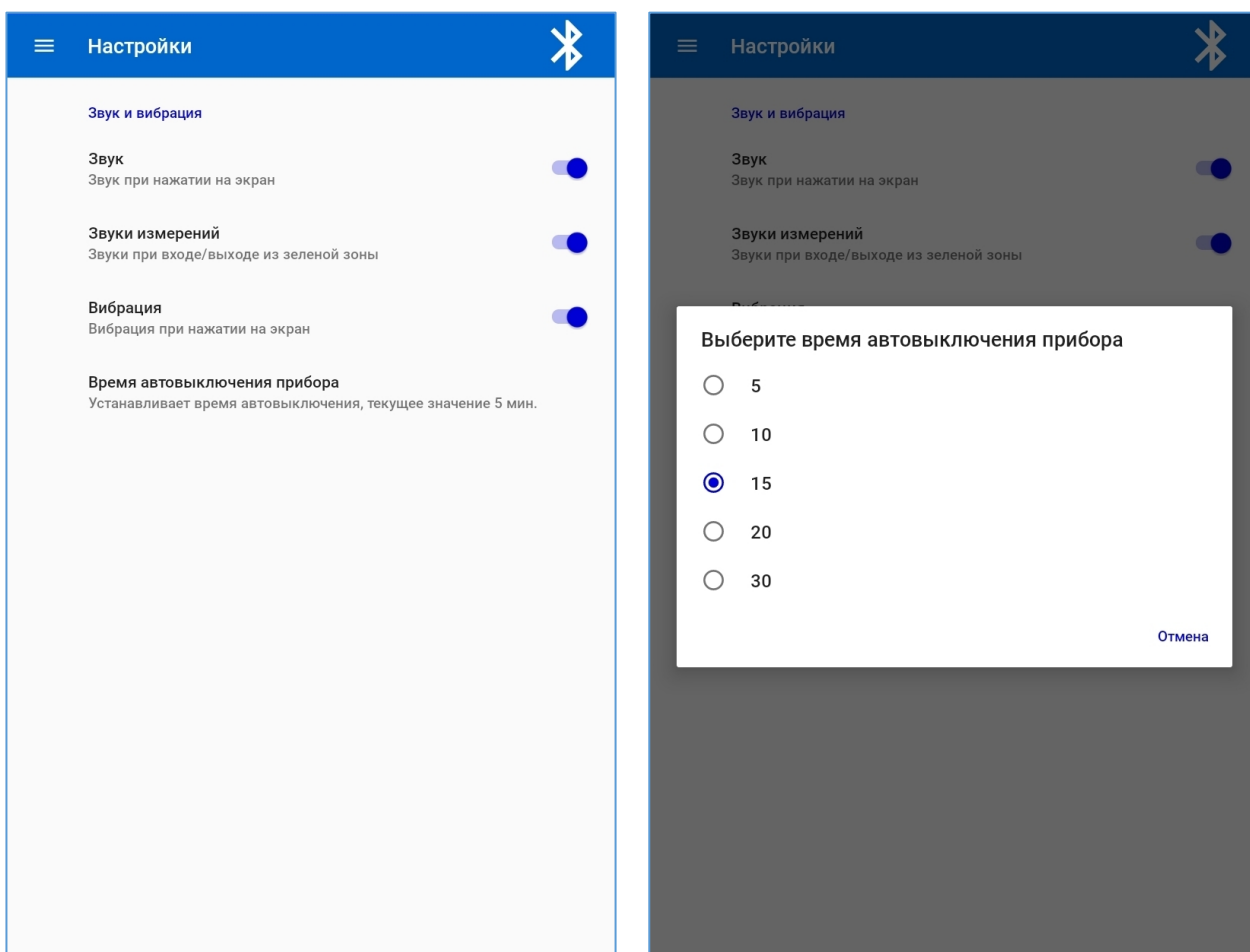 Настройки
Звук и вибрация
Звук
Звук при нажатии на экран
Звуки измерений
Звуки при входе/выходе из зеленой зоны
Вибрация
Вибрация при нажатии на экран
Время автовыключения прибора
Устанавливает время автовыключения, текущее значение 5 мин.
Настройки
Звук и вибрация
Звук
Звук при нажатии на экран
Звуки измерений
Звуки при входе/выходе из зеленой зоны
Выберите время автовыключения прибора
5
10
15
20
30
Отмена